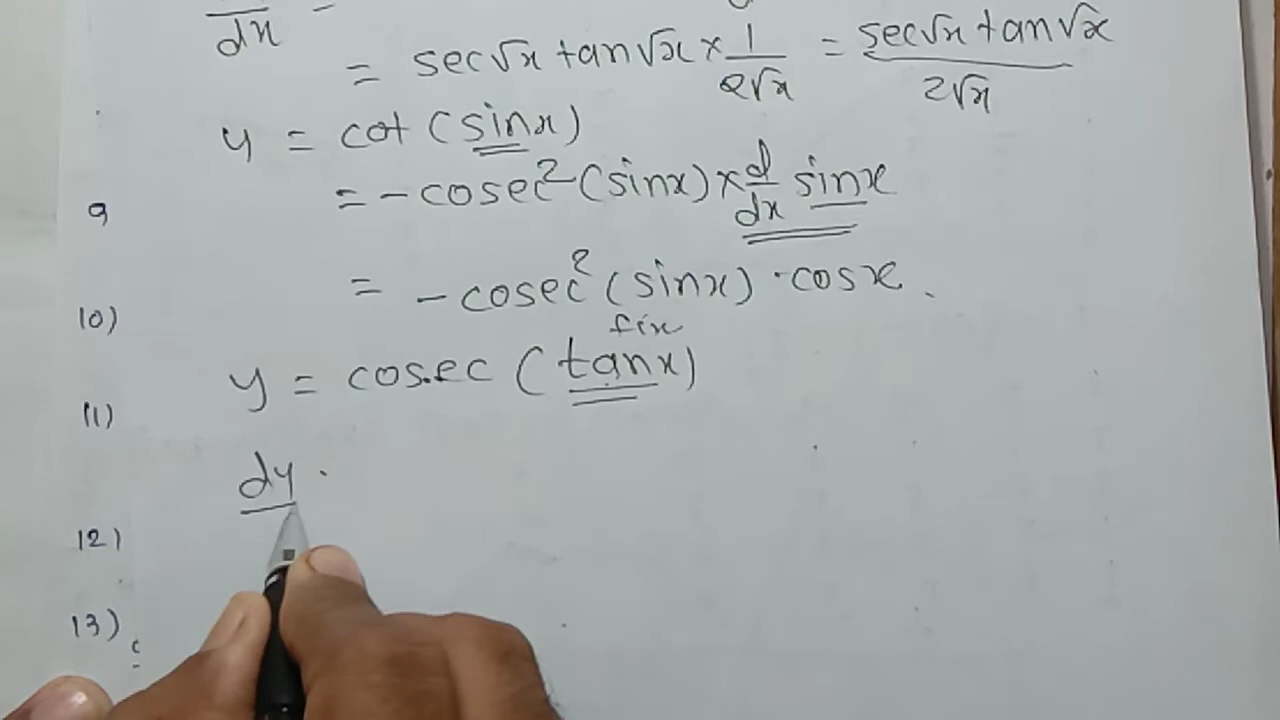 dx =
= sec√x tan√x × 1/2√x = sec√x tan√x / 2√x
y = cot (sinx)
= -cosec²(sinx) × d/dx sinx
9
= -cosec² (sinx) · cosx.
10)
fix
y = cosec (tanx)
11)
dy
12)
13)